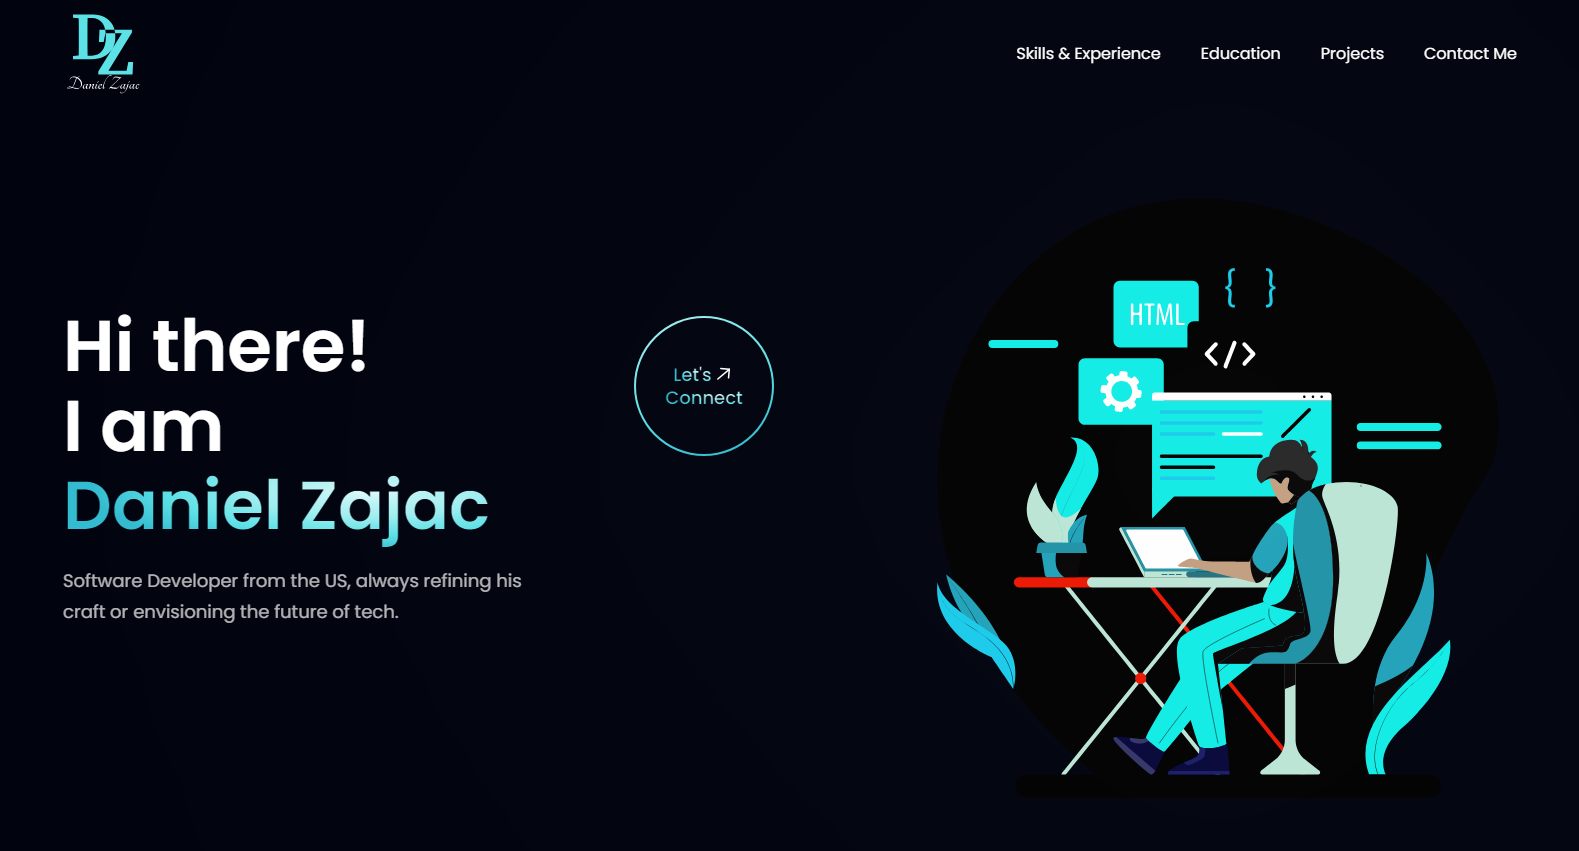 DZ
Daniel Zajac
Skills & Experience
Education
Projects
Contact Me
Hi there!
I am
Daniel Zajac
Software Developer from the US, always refining his
craft or envisioning the future of tech.
Let's
Connect
HTML
{ }
</>